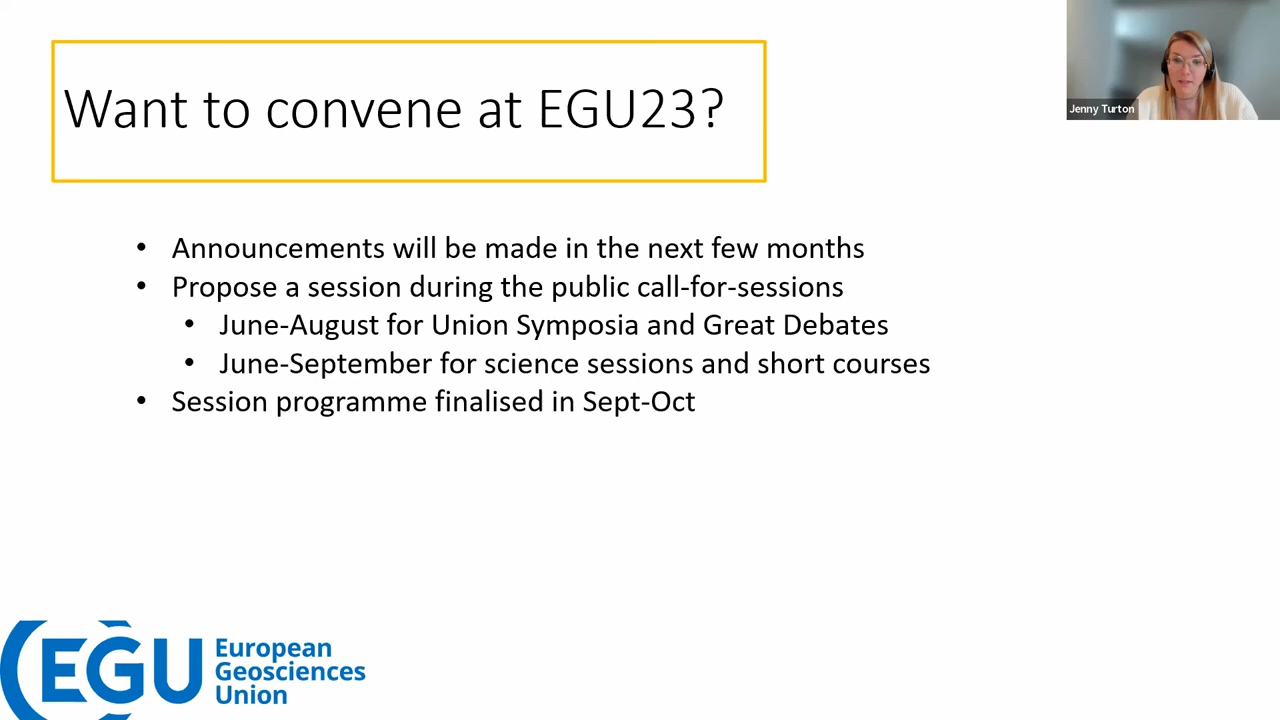 Want to convene at EGU23?
Jenny Turton
• Announcements will be made in the next few months
• Propose a session during the public call-for-sessions
• June-August for Union Symposia and Great Debates
• June-September for science sessions and short courses
• Session programme finalised in Sept-Oct
EGU
European
Geosciences
Union